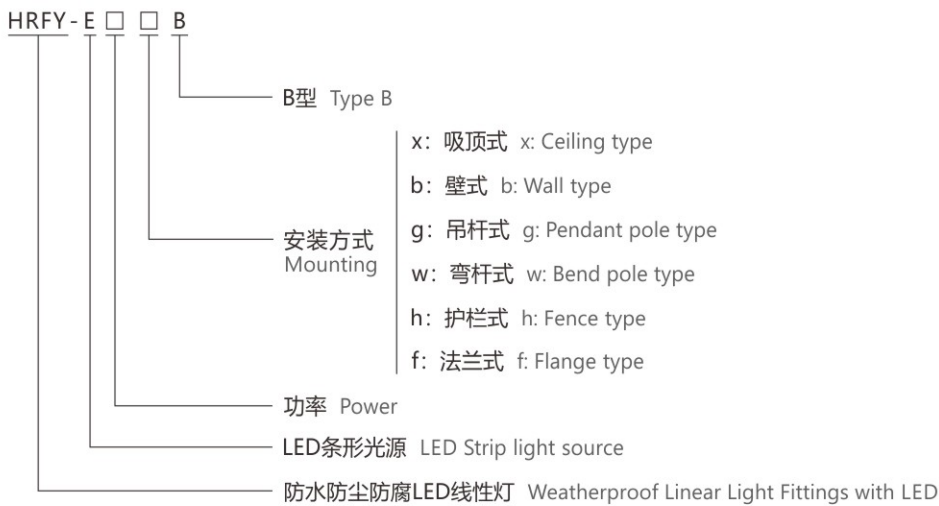 HRFY-E□ □ B
B型 Type B
x：吸顶式 x: Ceiling type
b：壁式 b: Wall type
g：吊杆式 g: Pendant pole type
安装方式
Mounting
w：弯杆式 w: Bend pole type
h：护栏式 h: Fence type
f：法兰式 f: Flange type
功率 Power
LED条形光源 LED Strip light source
防水防尘防腐LED线性灯 Weatherproof Linear Light Fittings with LED